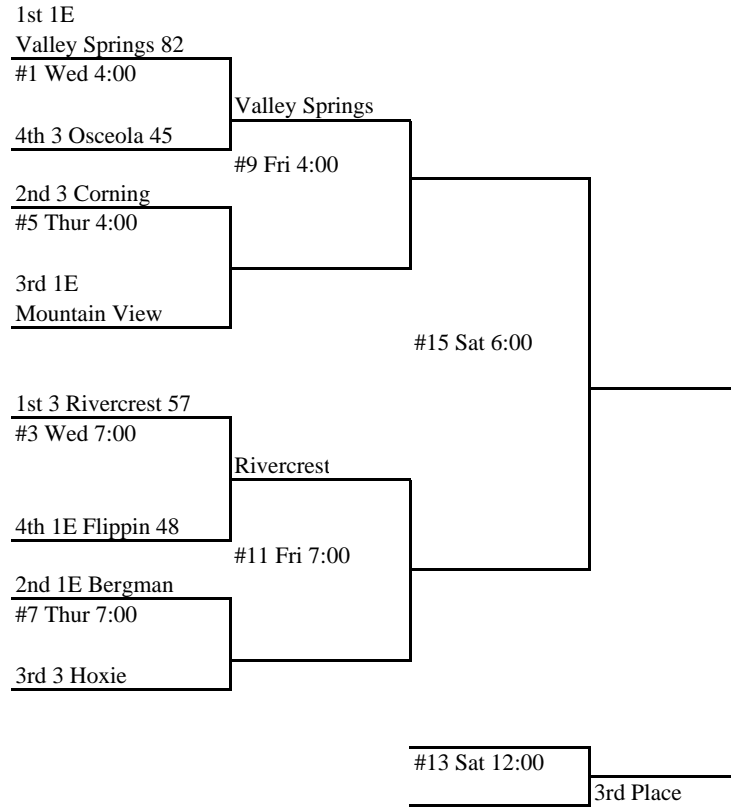 1st 1E
Valley Springs 82
#1 Wed 4:00
Valley Springs
4th 3 Osceola 45
#9 Fri 4:00
2nd 3 Corning
#5 Thur 4:00
3rd 1E
Mountain View
#15 Sat 6:00
1st 3 Rivercrest 57
#3 Wed 7:00
Rivercrest
4th 1E Flippin 48
#11 Fri 7:00
2nd 1E Bergman
#7 Thur 7:00
3rd 3 Hoxie
#13 Sat 12:00
3rd Place